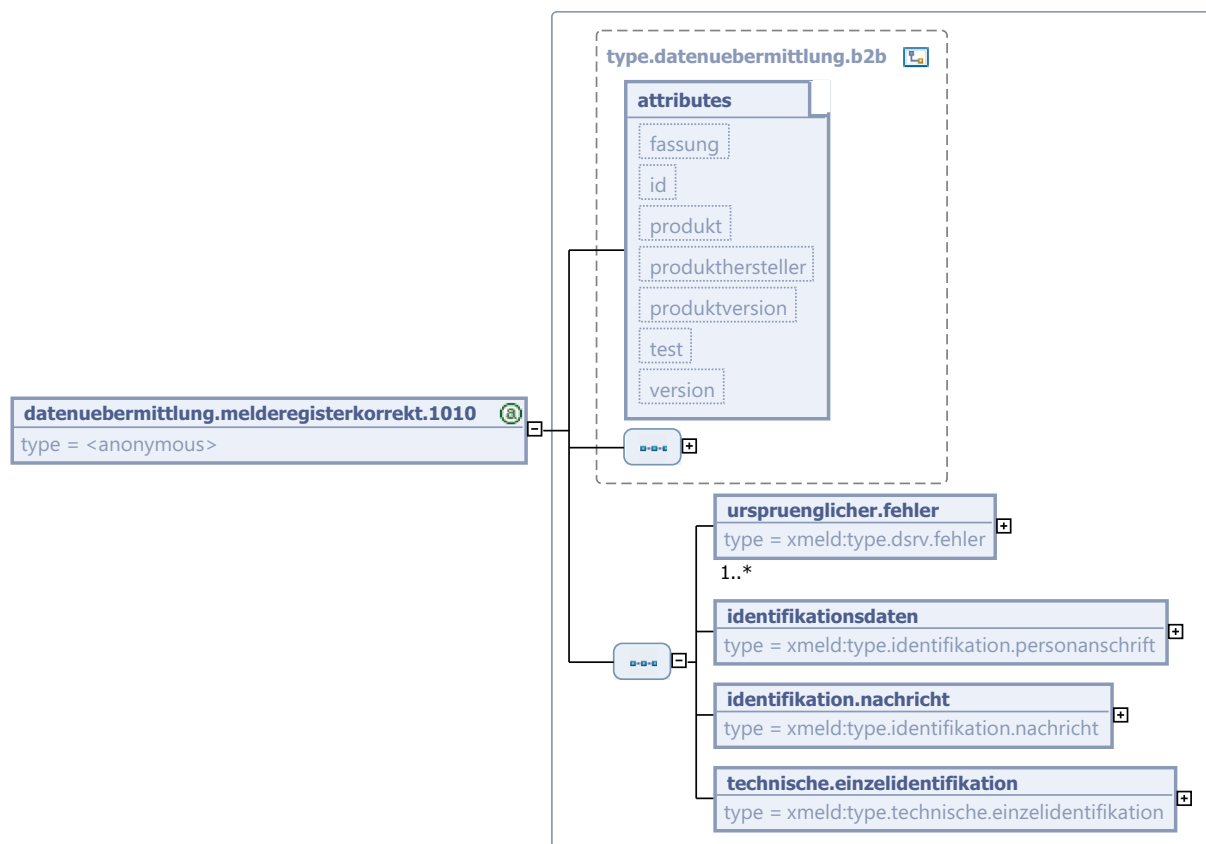 type.datenuebermittlung.b2b
attributes
fassung
id
produkt
produkthersteller
produktversion
test
version
datenuebermittlung.melderegisterkorrekt.1010 a
type = <anonymous>
urspruenglicher.fehler
type = xmeld:type.dsrv.fehler
1..*
identifikationsdaten
type = xmeld:type.identifikation.personanschrift
identifikation.nachricht
type = xmeld:type.identifikation.nachricht
technische.einzelidentifikation
type = xmeld:type.technische.einzelidentifikation